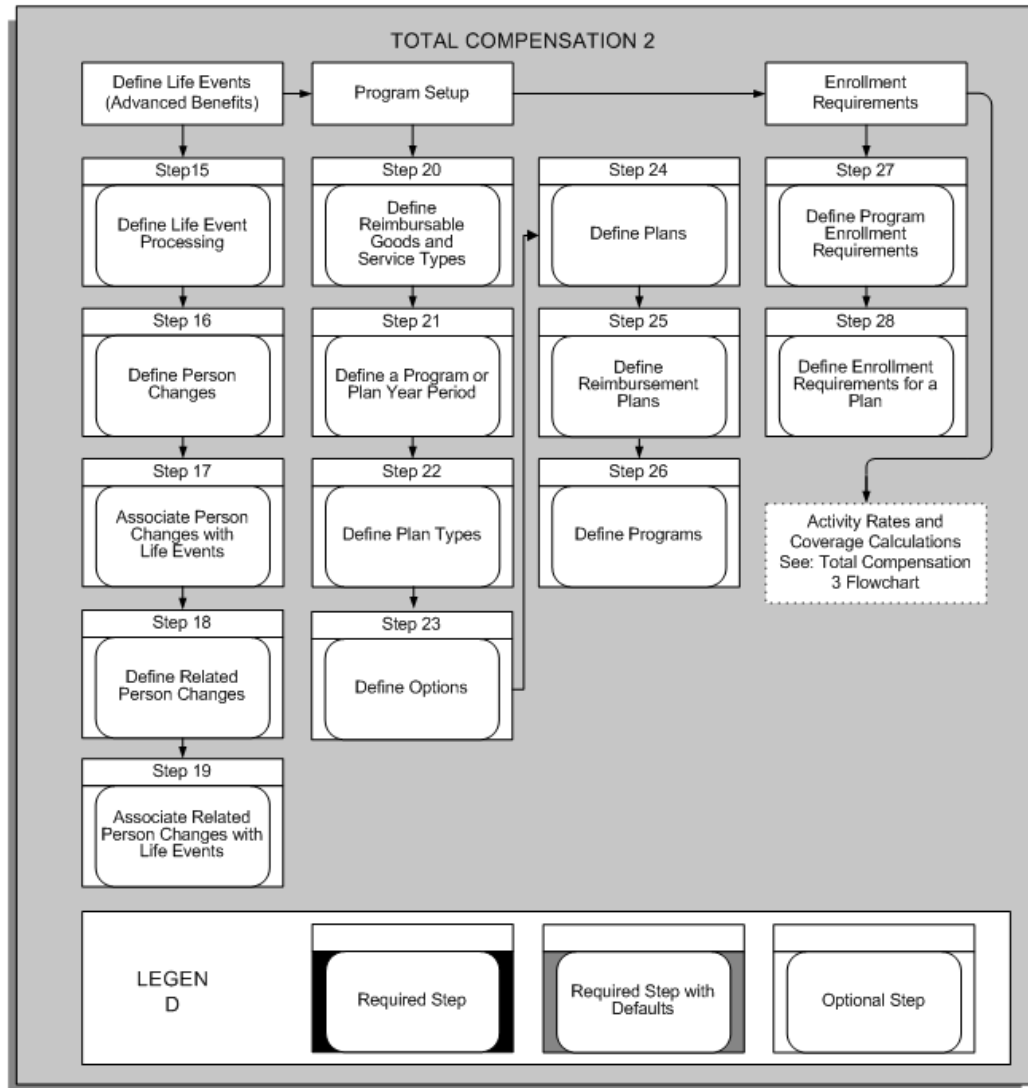 TOTAL COMPENSATION 2
Define Life Events
(Advanced Benefits)
Program Setup
Enrollment
Requirements
Step15
Define Life Event
Processing
Step 16
Define Person
Changes
Step 17
Associate Person
Changes with
Life Events
Step 18
Define Related
Person Changes
Step 19
Associate Related
Person Changes with
Life Events
Step 20
Define
Reimbursable
Goods and
Service Types
Step 21
Define a Program or
Plan Year Period
Step 22
Define Plan Types
Step 23
Define Options
Step 24
Define Plans
Step 25
Define
Reimbursement
Plans
Step 26
Define Programs
Step 27
Define Program
Enrollment
Requirements
Step 28
Define Enrollment
Requirements for a
Plan
Activity Rates and
Coverage Calculations
See: Total Compensation
3 Flowchart
LEGEN
D
Required Step
Required Step with
Defaults
Optional Step